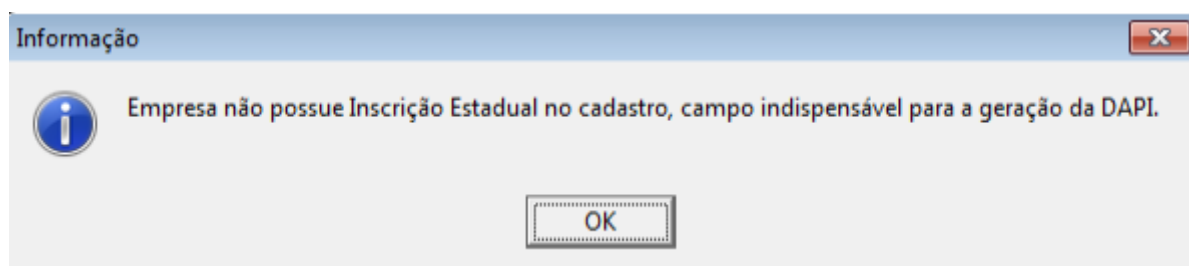 Informação
Empresa não possue Inscrição Estadual no cadastro, campo indispensável para a geração da DAPI.
OK